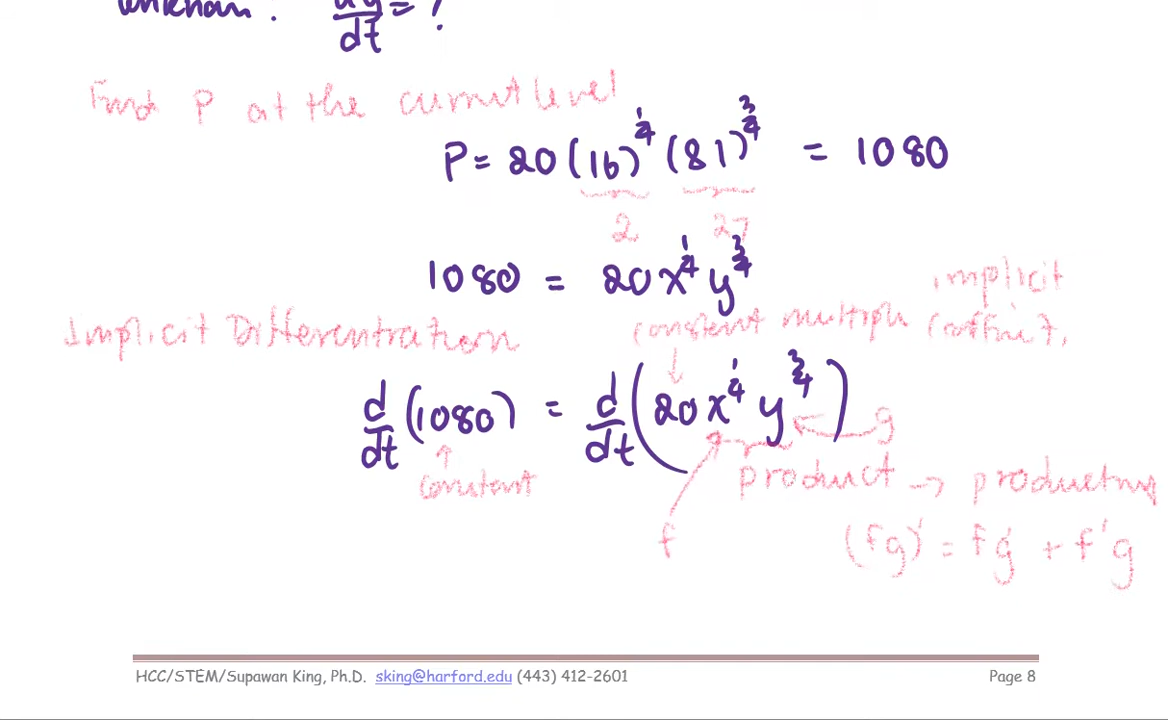 unknown: dy/dt = ?
Find P at the current level
P = 20 (16)^1/4 (81)^3/4 = 1080
2 27
1080 = 20x^1/4 y^3/4
implicit
Implicit Differentiation constant multiple
d/dt (1080) = d/dt (20x^1/4 y^3/4)
g
constant product → product
f (fg)' = fg' + f'g
HCC/STEM/Supawan King, Ph.D. sking@harford.edu (443) 412-2601 Page 8